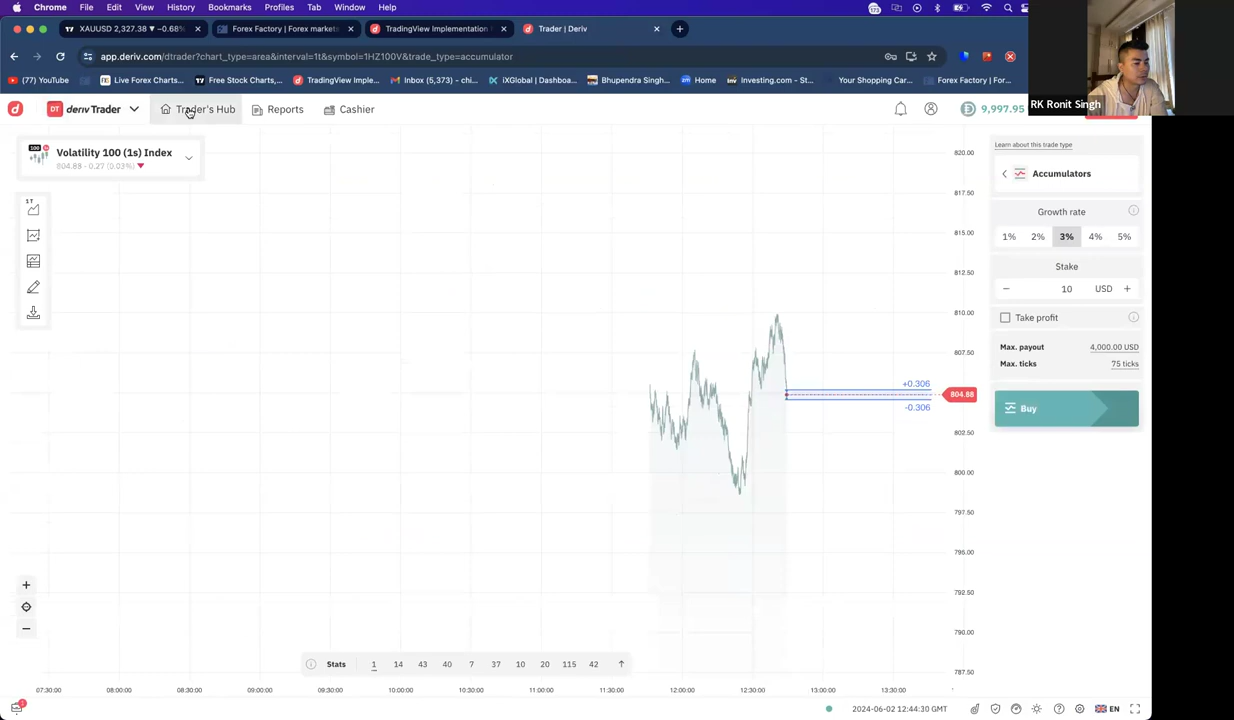 Chrome File Edit View History Bookmarks Profiles Tab Window Help
XAUUSD 2,327.38 ▼ −0.68%
Forex Factory | Forex markets
TradingView Implementation
Trader | Deriv
app.deriv.com/dtrader?chart_type=area&interval=1t&symbol=1HZ100V&trade_type=accumulator
(77) YouTube
Live Forex Charts...
Free Stock Charts,...
TradingView Imple...
Inbox (5,373) - chi...
iXGlobal | Dashbou...
Bhupendra Singh...
Home
Investing.com - St...
Your Shopping Car...
Forex Factory | For...
RK Ronit Singh
DT deriv Trader
Trader's Hub
Reports
Cashier
9,997.95
Volatility 100 (1s) Index
804.88 - 0.27 (0.03%)
1T
820.00
817.50
815.00
812.50
810.00
807.50
+0.306
804.88
-0.306
802.50
800.00
797.50
795.00
792.50
790.00
787.50
Learn about this trade type
Accumulators
Growth rate
1% 2% 3% 4% 5%
Stake
− 10 USD +
Take profit
Max. payout 4,000.00 USD
Max. ticks 75 ticks
Buy
Stats 1 14 43 40 7 37 10 20 115 42
07:30:00 08:00:00 08:30:00 09:00:00 09:30:00 10:00:00 10:30:00 11:00:00 11:30:00 12:00:00 12:30:00 13:00:00 13:30:00
2024-06-02 12:44:30 GMT
EN